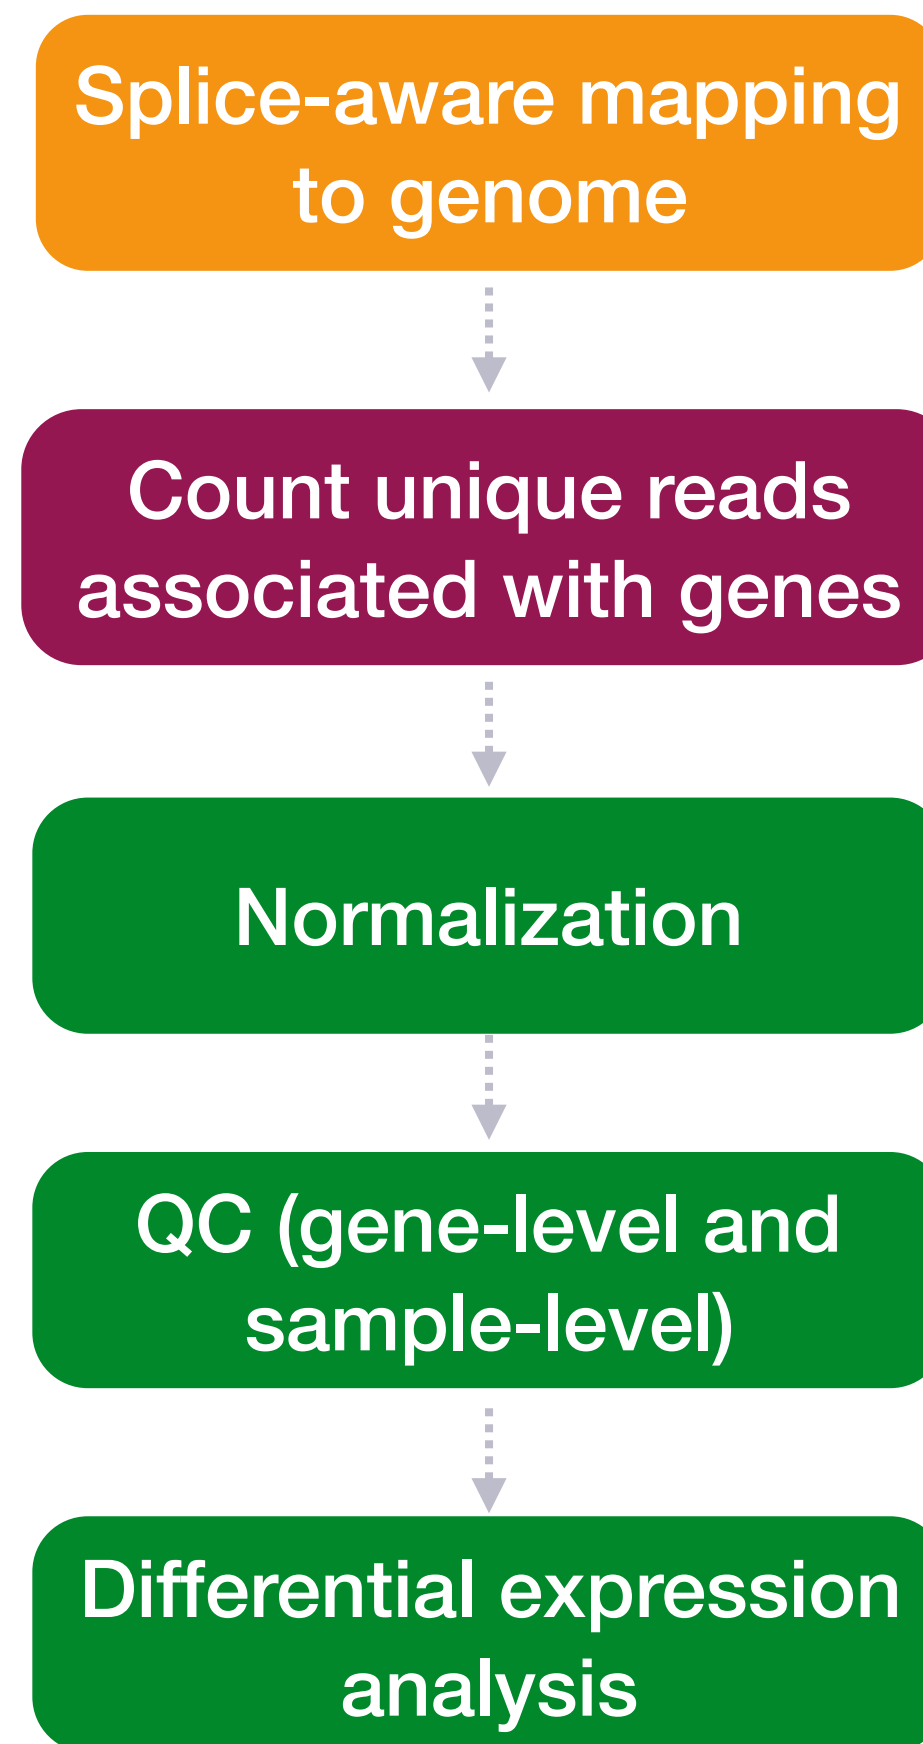 Splice-aware mapping
to genome
Count unique reads
associated with genes
Normalization
QC (gene-level and
sample-level)
Differential expression
analysis